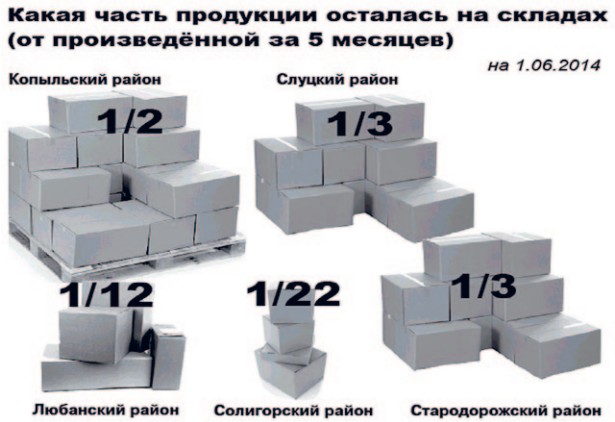 Какая часть продукции осталась на складах
(от произведённой за 5 месяцев)
на 1.06.2014
Копыльский район
Слуцкий район
1/2
1/3
1/12
1/22
1/3
Любанский район
Солигорский район
Стародорожский район